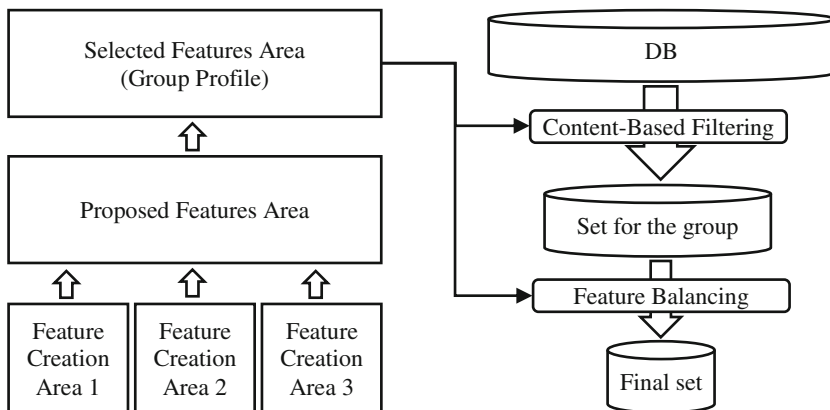 Selected Features Area
(Group Profile)
Proposed Features Area
Feature
Creation
Area 1
Feature
Creation
Area 2
Feature
Creation
Area 3
DB
Content-Based Filtering
Set for the group
Feature Balancing
Final set